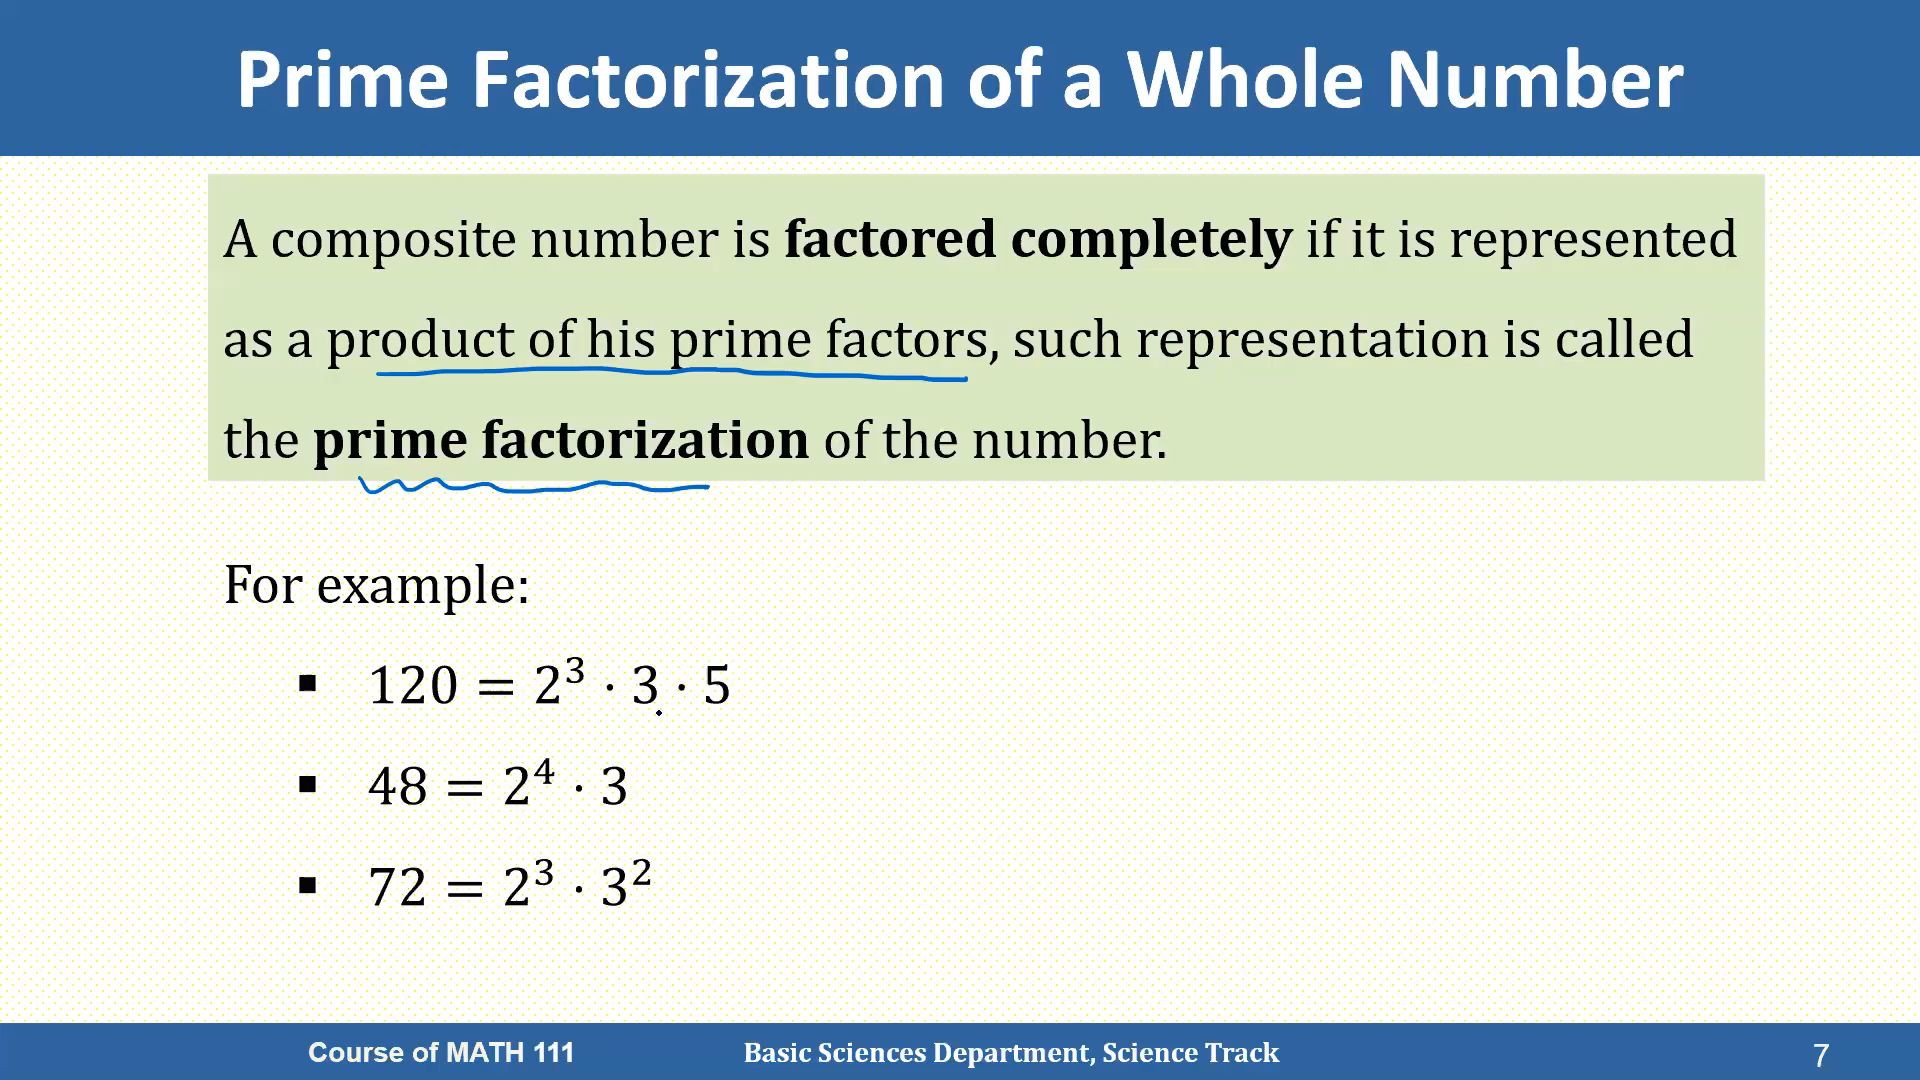 Prime Factorization of a Whole Number
A composite number is factored completely if it is represented
as a product of his prime factors, such representation is called
the prime factorization of the number.
For example:
▪ 120 = 2³ · 3 · 5
▪ 48 = 2⁴ · 3
▪ 72 = 2³ · 3²
Course of MATH 111 Basic Sciences Department, Science Track 7